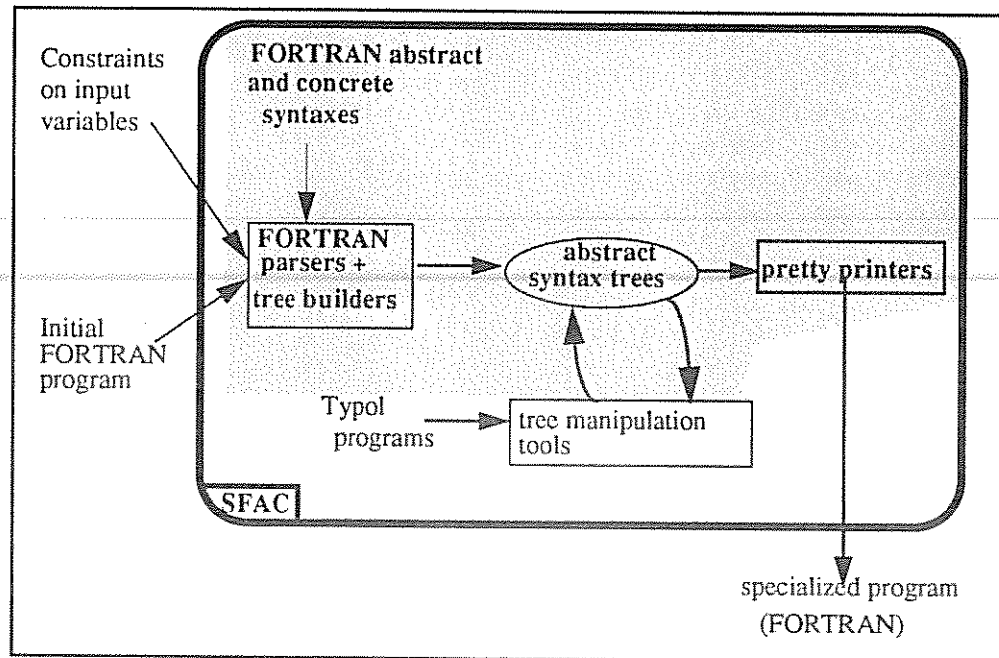 Constraints
on input
variables
FORTRAN abstract
and concrete
syntaxes
FORTRAN
parsers +
tree builders
abstract
syntax trees
pretty printers
Initial
FORTRAN
program
Typol
programs
tree manipulation
tools
SFAC
specialized program
(FORTRAN)